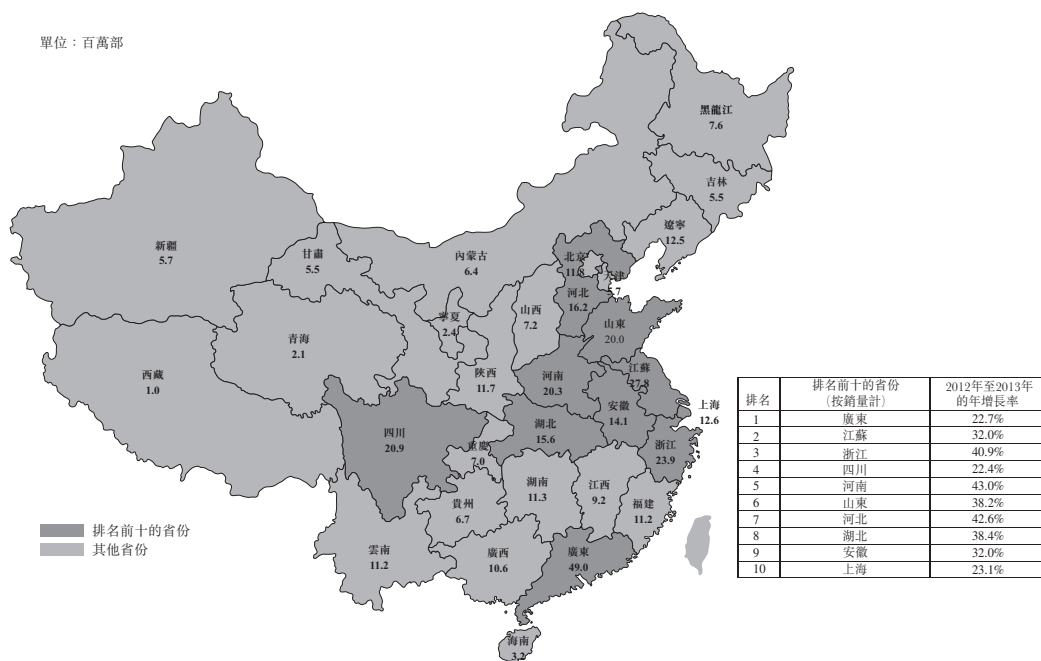 單位：百萬部
黑龍江
7.6
吉林
5.5
遼寧
12.5
新疆
5.7
甘肅
5.5
內蒙古
6.4
北京
11.8
天津
5.7
河北
16.2
山西
7.2
寧夏
2.4
山東
20.0
青海
2.1
西藏
1.0
陝西
11.7
河南
20.3
江蘇
27.8
安徽
14.1
上海
12.6
四川
20.9
湖北
15.6
重慶
7.0
浙江
23.9
湖南
11.3
江西
9.2
貴州
6.7
福建
11.2
雲南
11.2
廣西
10.6
廣東
49.0
海南
3.2
排名前十的省份
其他省份
排名 排名前十的省份（按銷量計） 2012年至2013年的年增長率
1 廣東 22.7%
2 江蘇 32.0%
3 浙江 40.9%
4 四川 22.4%
5 河南 43.0%
6 山東 38.2%
7 河北 42.6%
8 湖北 38.4%
9 安徽 32.0%
10 上海 23.1%